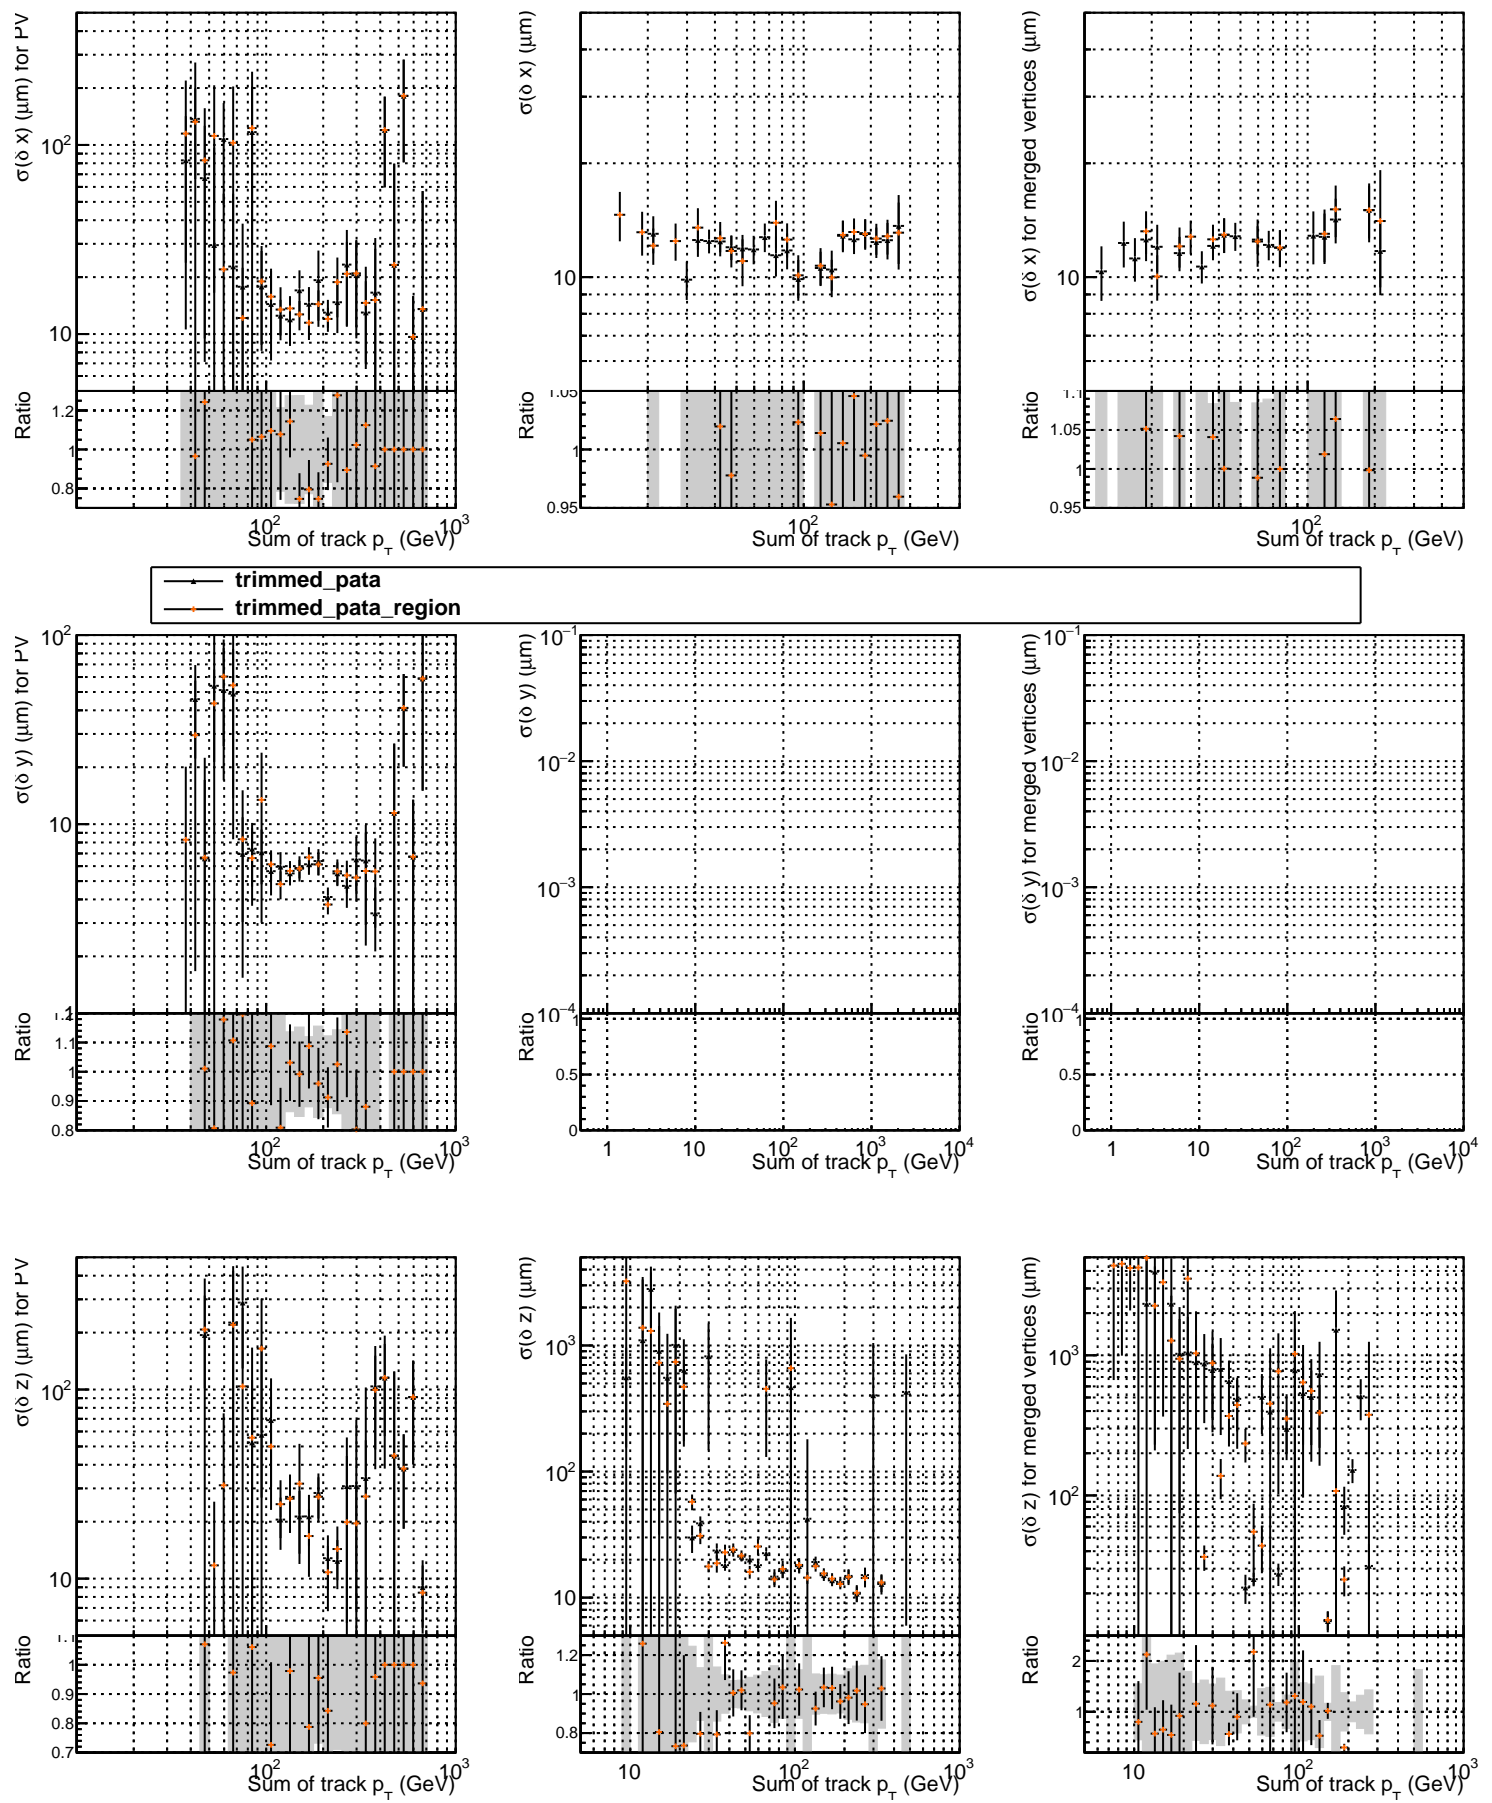 σ(δ x) (μm) for PV
10²
10
Ratio
1.2
1
0.8
10²
10³
Sum of track p_T (GeV)
σ(δ x) (μm)
10
Ratio
1.05
1
0.95
10²
Sum of track p_T (GeV)
σ(δ x) for merged vertices (μm)
10
Ratio
1.1
1.05
1
0.95
10²
Sum of track p_T (GeV)
trimmed_pata
trimmed_pata_region
σ(δ y) (μm) for PV
10²
10
1
Ratio
1.2
1.1
1
0.9
0.8
10²
10³
Sum of track p_T (GeV)
σ(δ y) (μm)
10⁻¹
10⁻²
10⁻³
10⁻⁴
Ratio
1
0.5
0
1
10
10²
10³
10⁴
Sum of track p_T (GeV)
σ(δ y) for merged vertices (μm)
10⁻¹
10⁻²
10⁻³
10⁻⁴
Ratio
1
0.5
0
1
10
10²
10³
10⁴
Sum of track p_T (GeV)
σ(δ z) (μm) for PV
10²
10
Ratio
1.1
1
0.9
0.8
0.7
10²
10³
Sum of track p_T (GeV)
σ(δ z) (μm)
10³
10²
10
Ratio
1.2
1
0.8
10
10²
10³
Sum of track p_T (GeV)
σ(δ z) for merged vertices (μm)
10³
10²
Ratio
2
1
10
10²
10³
Sum of track p_T (GeV)